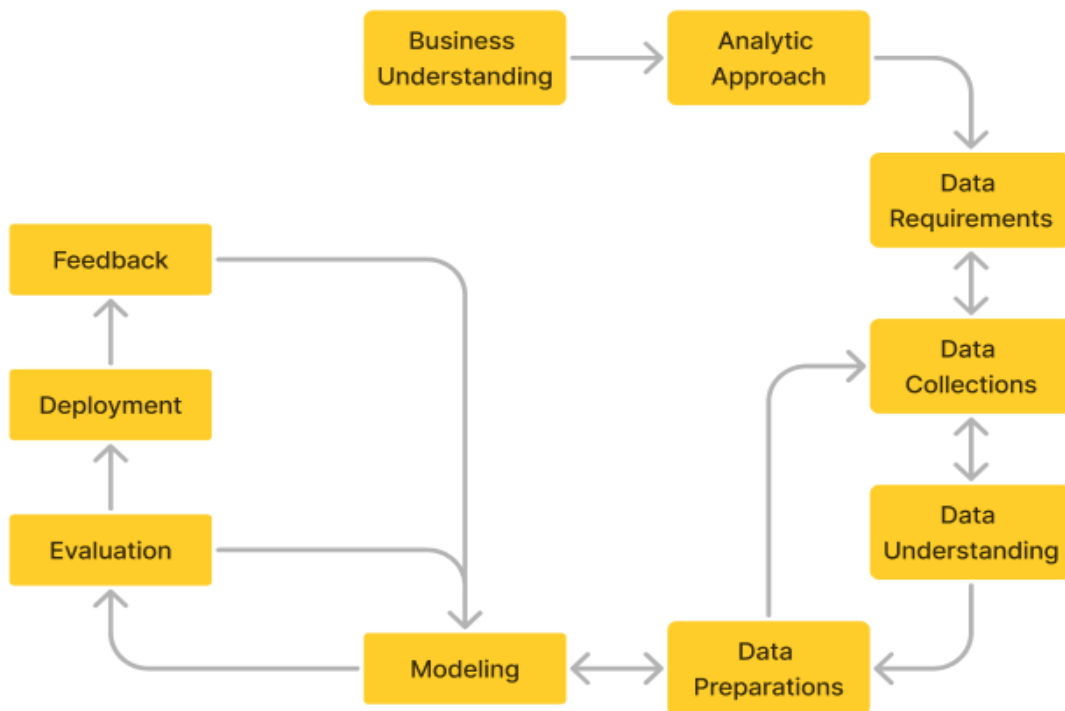 Business
Understanding
Analytic
Approach
Data
Requirements
Data
Collections
Data
Understanding
Data
Preparations
Modeling
Evaluation
Deployment
Feedback